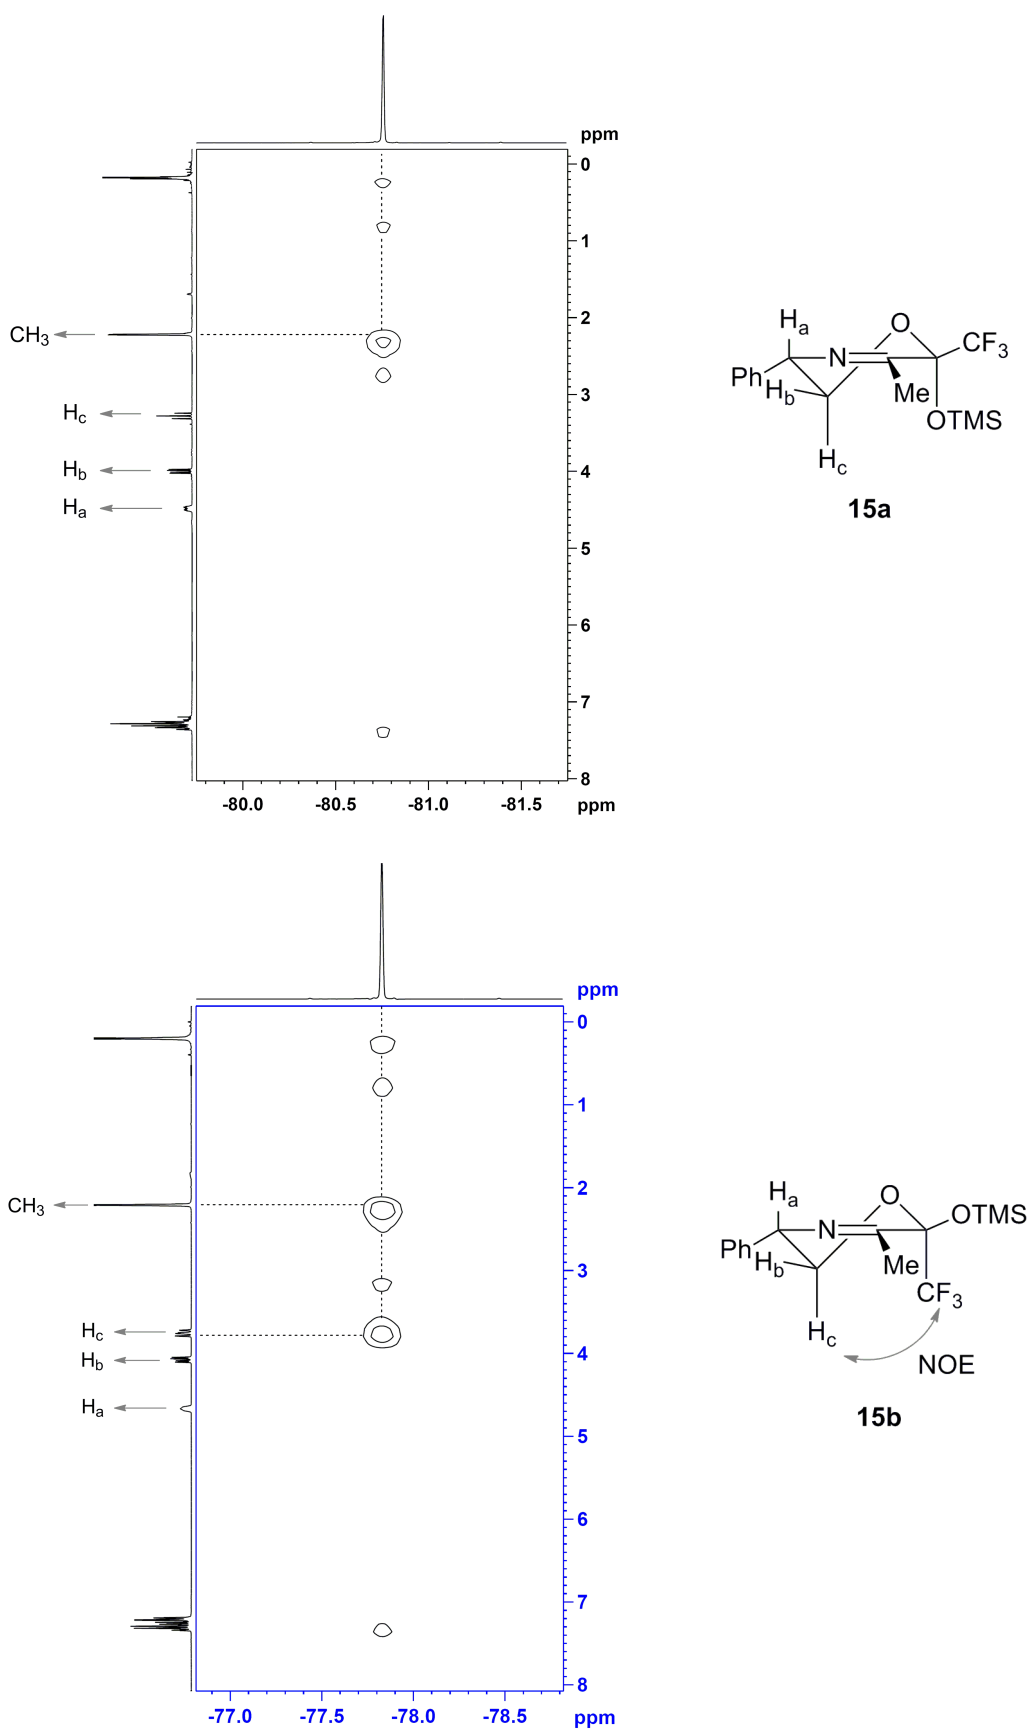 ppm
0
1
2
3
4
5
6
7
8
CH3
Hc
Hb
Ha
-80.0 -80.5 -81.0 -81.5 ppm
Ha O CF3
Ph N
Hb Me
OTMS
Hc
15a
ppm
0
1
2
3
4
5
6
7
8
CH3
Hc
Hb
Ha
-77.0 -77.5 -78.0 -78.5 ppm
Ha O OTMS
Ph N
Hb Me
CF3
Hc
NOE
15b